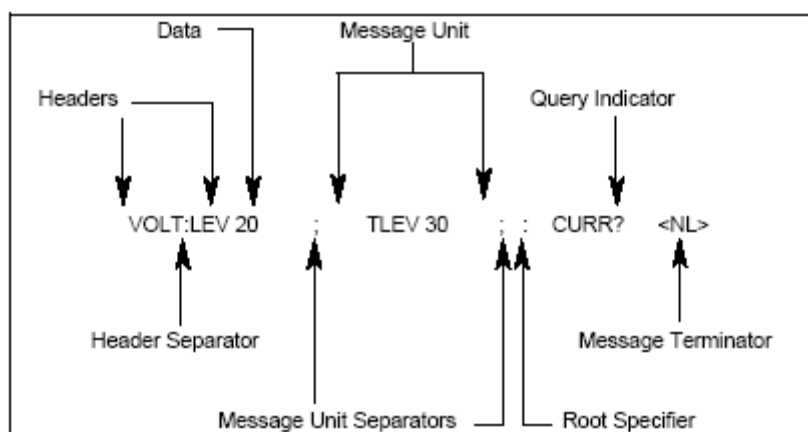 Data Message Unit
Headers Query Indicator
VOLT:LEV 20 ; TLEV 30 ; : CURR? <NL>
Header Separator Message Terminator
Message Unit Separators Root Specifier